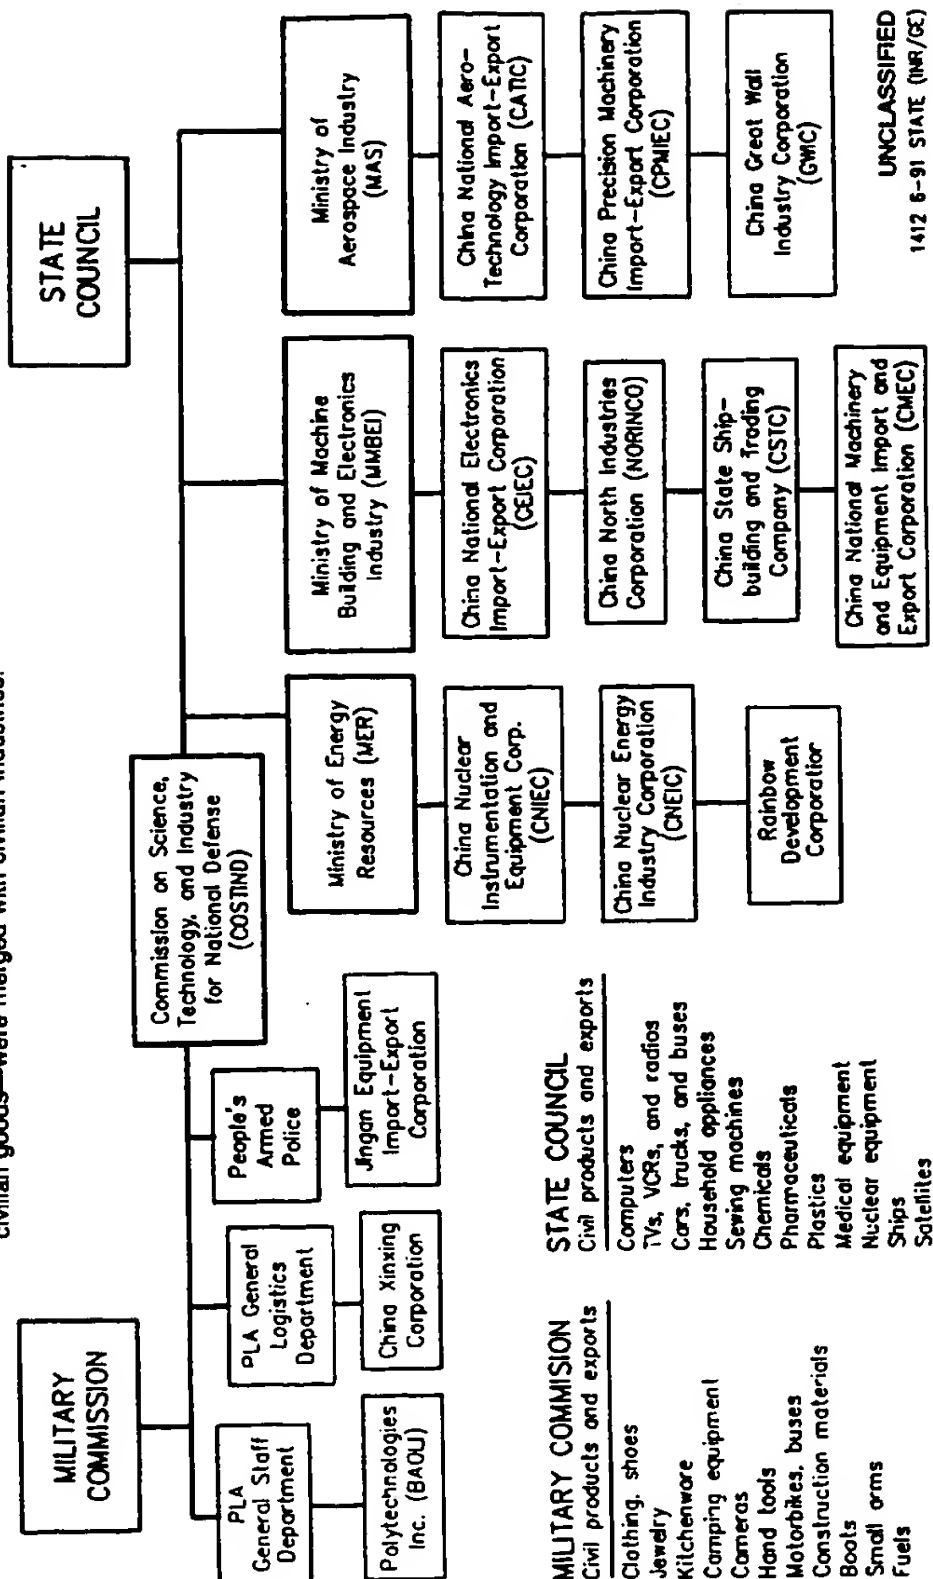 civilian goods—were merged with civilian industries.
MILITARY
COMMISSION
STATE
COUNCIL
Commission on Science,
Technology, and Industry
for National Defense
(COSTIND)
PLA
General Staff
Department
Polytechnologies
Inc. (BAOLI)
PLA General
Logistics
Department
China Xinxing
Corporation
People's
Armed
Police
Jingan Equipment
Import-Export
Corporation
Ministry of Energy
Resources (MER)
China Nuclear
Instrumentation and
Equipment Corp.
(CNIEC)
China Nuclear Energy
Industry Corporation
(CNEIC)
Rainbow
Development
Corporation
Ministry of Machine
Building and Electronics
Industry (MMBEI)
China National Electronics
Import-Export Corporation
(CEIEC)
China North Industries
Corporation (NORINCO)
China State Ship-
building and Trading
Company (CSTC)
China National Machinery
and Equipment Import and
Export Corporation (CMEC)
Ministry of
Aerospace Industry
(MAS)
China National Aero-
Technology Import-Export
Corporation (CATIC)
China Precision Machinery
Import-Export Corporation
(CPMIEC)
China Great Wall
Industry Corporation
(GWIC)
MILITARY COMMISION
Civil products and exports
Clothing, shoes
Jewelry
Kitchenware
Camping equipment
Cameras
Hand tools
Motorbikes, buses
Construction materials
Boats
Small arms
Fuels
STATE COUNCIL
Civil products and exports
Computers
TVs, VCRs, and radios
Cars, trucks, and buses
Household appliances
Sewing machines
Chemicals
Pharmaceuticals
Plastics
Medical equipment
Nuclear equipment
Ships
Satellites
UNCLASSIFIED
1412 6-91 STATE (INR/GE)